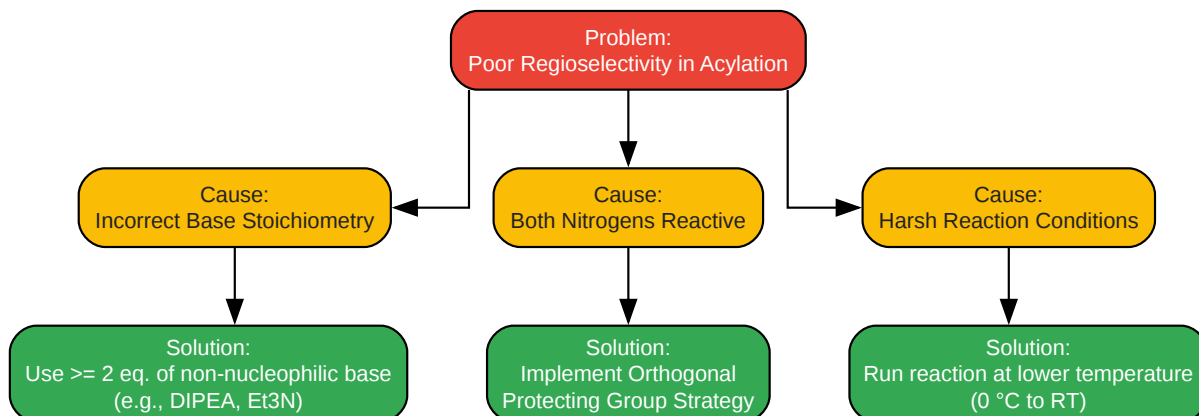 Problem:
Poor Regioselectivity in Acylation
Cause:
Incorrect Base Stoichiometry
Cause:
Both Nitrogens Reactive
Cause:
Harsh Reaction Conditions
Solution:
Use >= 2 eq. of non-nucleophilic base
(e.g., DIPEA, Et3N)
Solution:
Implement Orthogonal
Protecting Group Strategy
Solution:
Run reaction at lower temperature
(0 °C to RT)